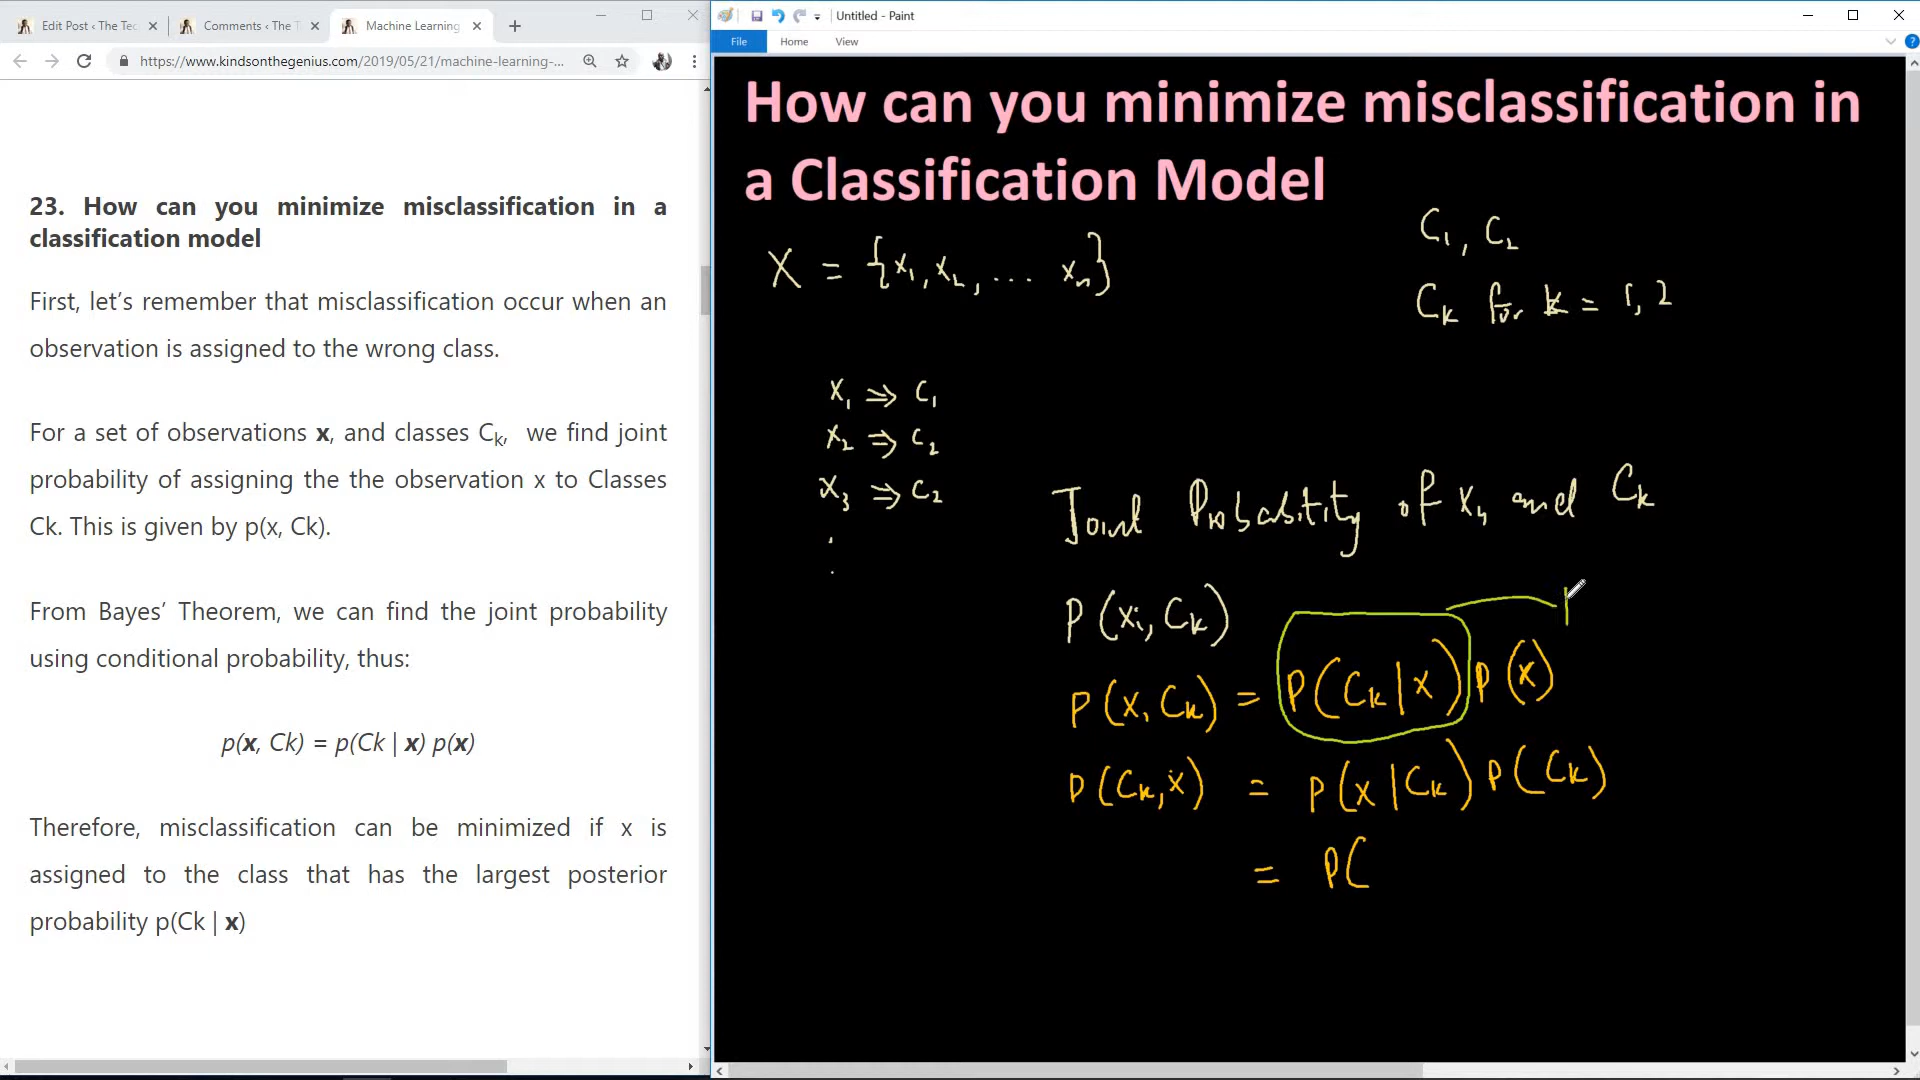 Edit Post ‹ The Tec
Comments ‹ The T
Machine Learning
https://www.kindsonthegenius.com/2019/05/21/machine-learning-...
23. How can you minimize misclassification in a
classification model
First, let’s remember that misclassification occur when an
observation is assigned to the wrong class.
For a set of observations x, and classes Ck, we find joint
probability of assigning the the observation x to Classes
Ck. This is given by p(x, Ck).
From Bayes’ Theorem, we can find the joint probability
using conditional probability, thus:
p(x, Ck) = p(Ck | x) p(x)
Therefore, misclassification can be minimized if x is
assigned to the class that has the largest posterior
probability p(Ck | x)
Untitled - Paint
File Home View
How can you minimize misclassification in
a Classification Model
C1, C2
X = {x1, x2, ... xn}
Ck for k = 1, 2
x1 ⇒ C1
x2 ⇒ C2
x3 ⇒ C2
Joint Probability of X, and Ck
P(xi, Ck)
P(x, Ck) = P(Ck|x) P(x)
P(Ck, x) = P(x|Ck) P(Ck)
= P(